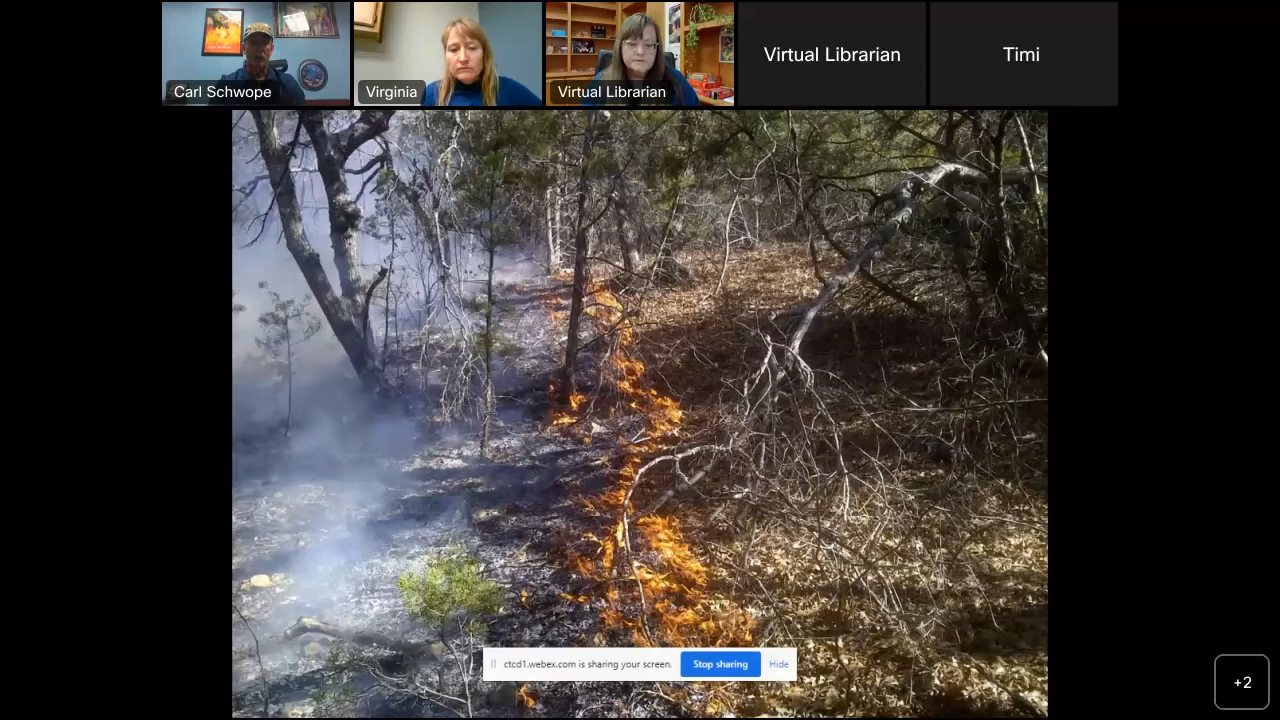 Carl Schwope
Virginia
Virtual Librarian
Virtual Librarian
Timi
ctcd1.webex.com is sharing your screen.
Stop sharing
Hide
+2